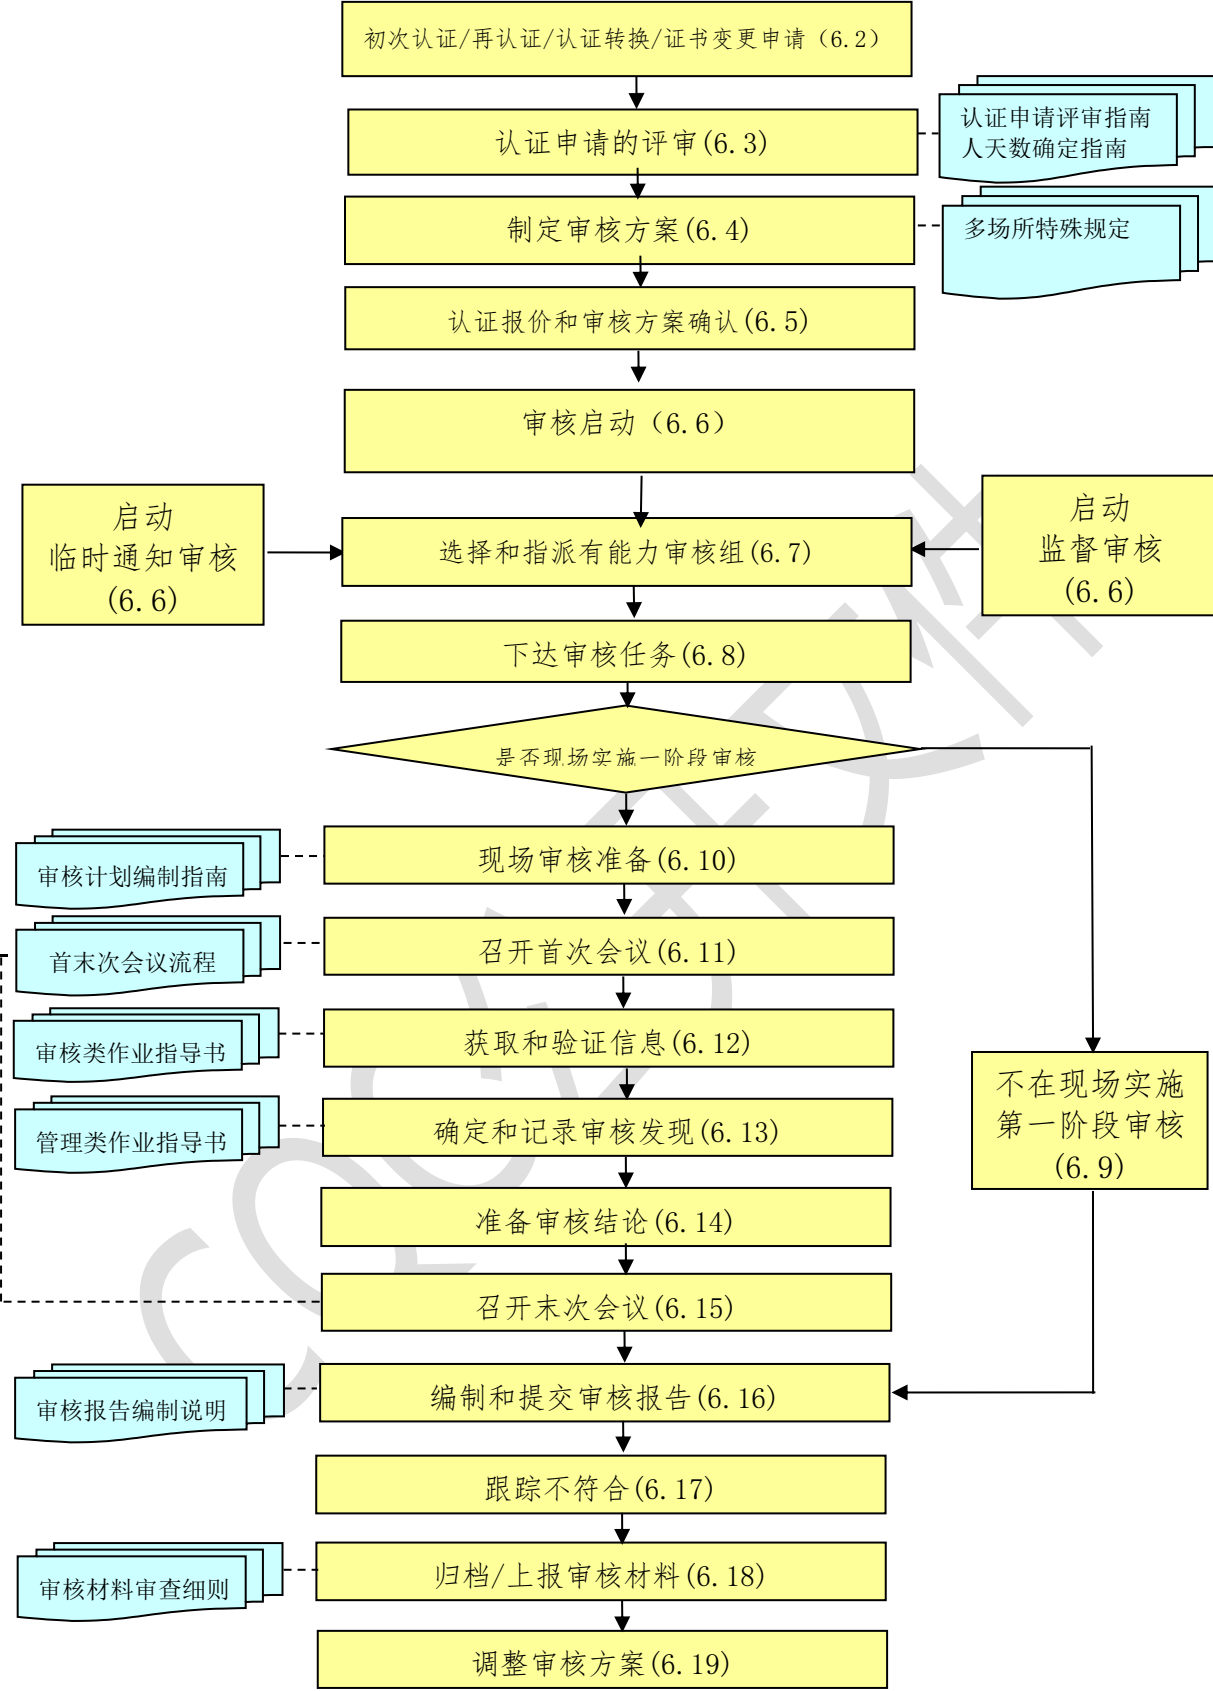 初次认证/再认证/认证转换/证书变更申请（6.2）
认证申请的评审(6.3)
认证申请评审指南
人天数确定指南
制定审核方案(6.4)
多场所特殊规定
认证报价和审核方案确认(6.5)
审核启动（6.6）
启动
临时通知审核
(6.6)
选择和指派有能力审核组(6.7)
启动
监督审核
(6.6)
下达审核任务(6.8)
是否现场实施一阶段审核
审核计划编制指南
现场审核准备(6.10)
首末次会议流程
召开首次会议(6.11)
审核类作业指导书
获取和验证信息(6.12)
不在现场实施
第一阶段审核
(6.9)
管理类作业指导书
确定和记录审核发现(6.13)
准备审核结论(6.14)
召开末次会议(6.15)
审核报告编制说明
编制和提交审核报告(6.16)
跟踪不符合(6.17)
审核材料审查细则
归档/上报审核材料(6.18)
调整审核方案(6.19)